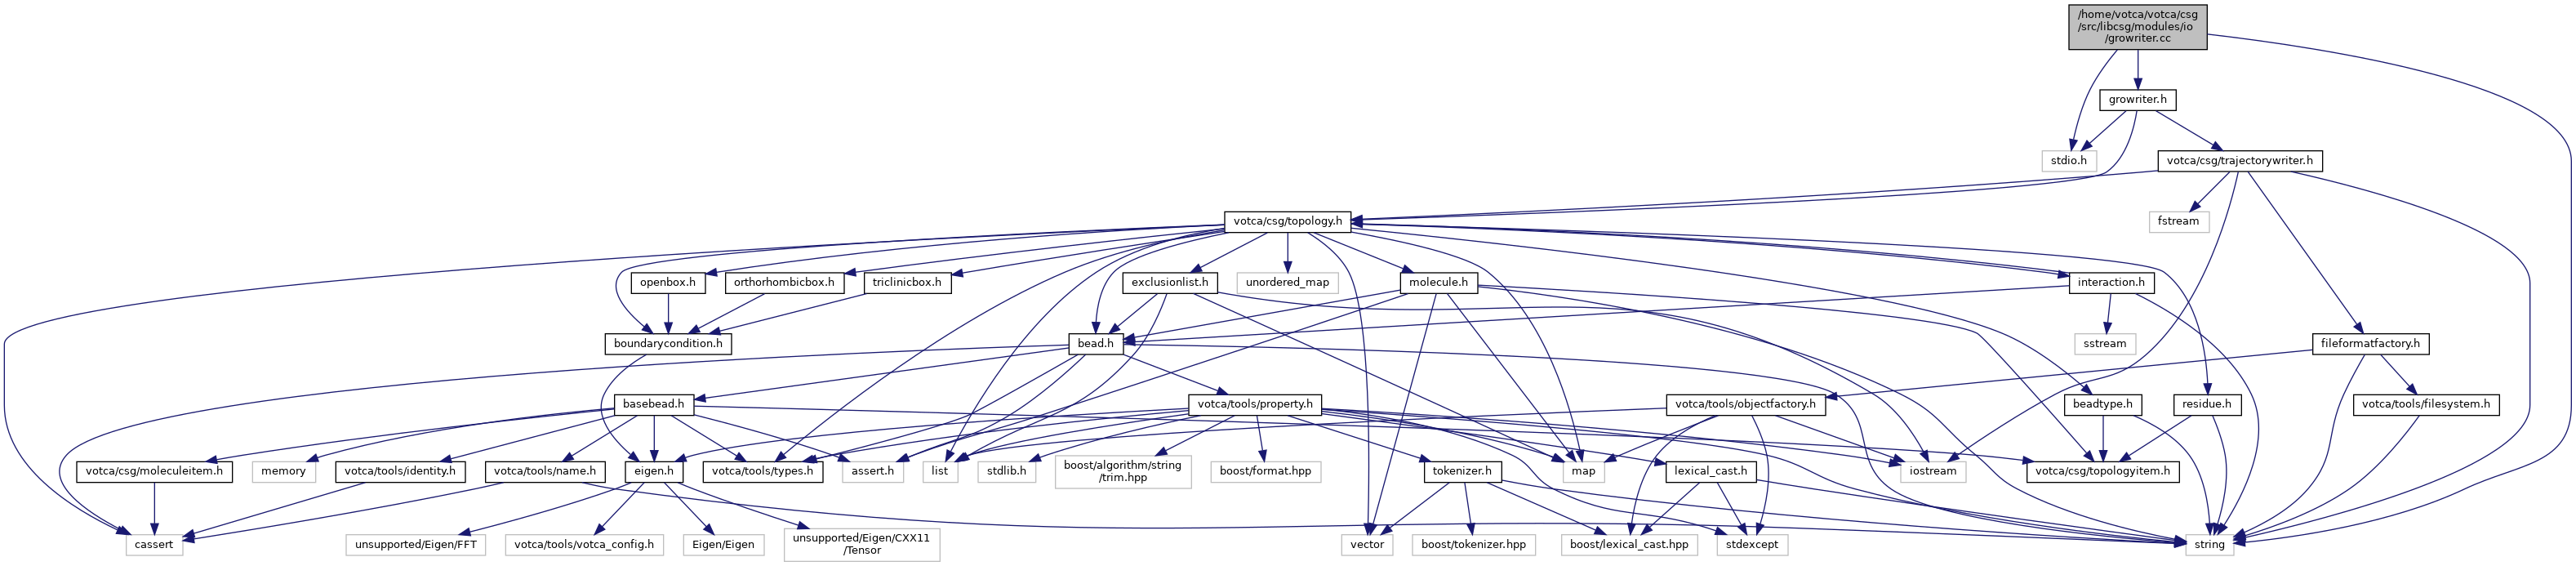 /home/votca/votca/csg
/src/libcsg/modules/io
/growriter.cc
growriter.h
stdio.h
votca/csg/trajectorywriter.h
votca/csg/topology.h
fstream
openbox.h
orthorhombicbox.h
triclinicbox.h
exclusionlist.h
unordered_map
molecule.h
interaction.h
boundarycondition.h
bead.h
sstream
fileformatfactory.h
basebead.h
votca/tools/property.h
votca/tools/objectfactory.h
beadtype.h
residue.h
votca/tools/filesystem.h
votca/csg/moleculeitem.h
memory
votca/tools/identity.h
votca/tools/name.h
eigen.h
votca/tools/types.h
assert.h
list
stdlib.h
boost/algorithm/string
/trim.hpp
boost/format.hpp
tokenizer.h
map
lexical_cast.h
iostream
votca/csg/topologyitem.h
cassert
unsupported/Eigen/FFT
votca/tools/votca_config.h
Eigen/Eigen
unsupported/Eigen/CXX11
/Tensor
vector
boost/tokenizer.hpp
boost/lexical_cast.hpp
stdexcept
string